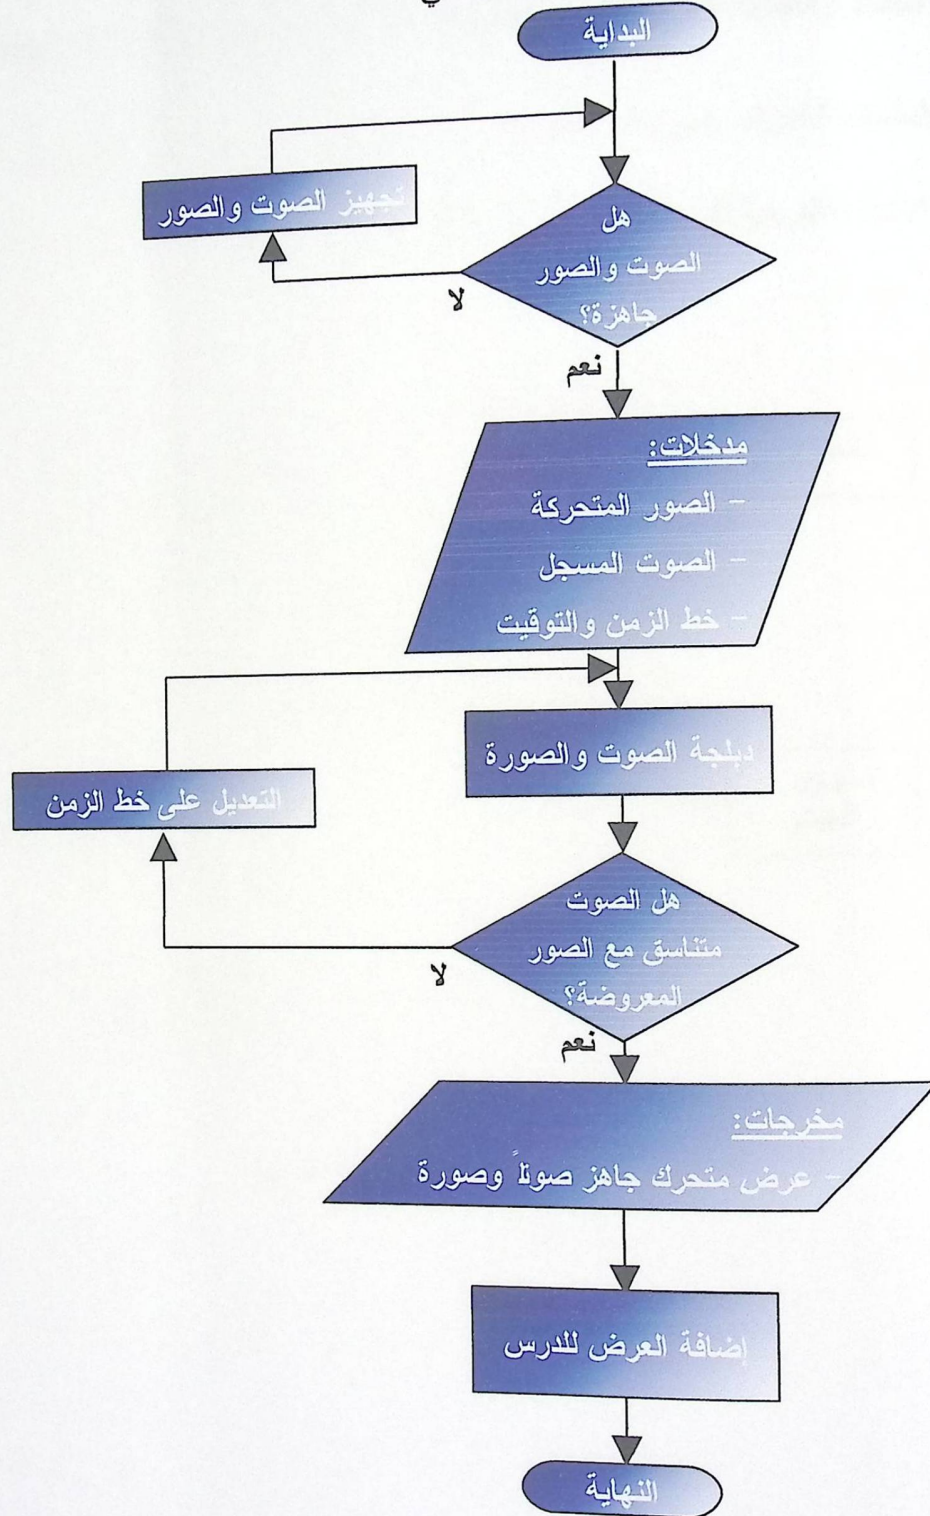 البداية
تجهيز الصوت والصور
هل
الصوت والصور
جاهزة؟
لا
نعم
مدخلات:
- الصور المتحركة
- الصوت المسجل
- خط الزمن والتوقيت
دبلجة الصوت والصورة
التعديل على خط الزمن
هل الصوت
متناسق مع الصور
المعروضة؟
لا
نعم
مخرجات:
- عرض متحرك جاهز صوتاً وصورة
إضافة العرض للدرس
النهاية